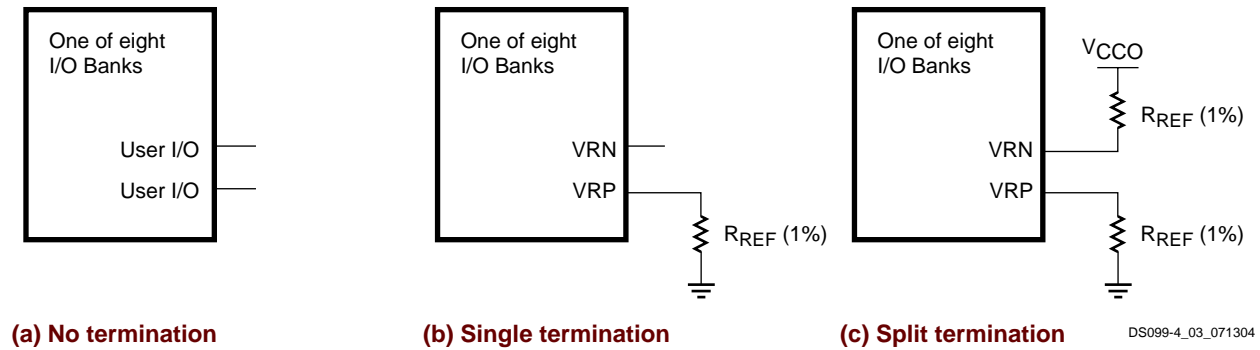 One of eight
I/O Banks
User I/O
User I/O
(a) No termination
One of eight
I/O Banks
VRN
VRP
RREF (1%)
(b) Single termination
One of eight
I/O Banks
VCCO
RREF (1%)
VRN
VRP
RREF (1%)
(c) Split termination
DS099-4_03_071304